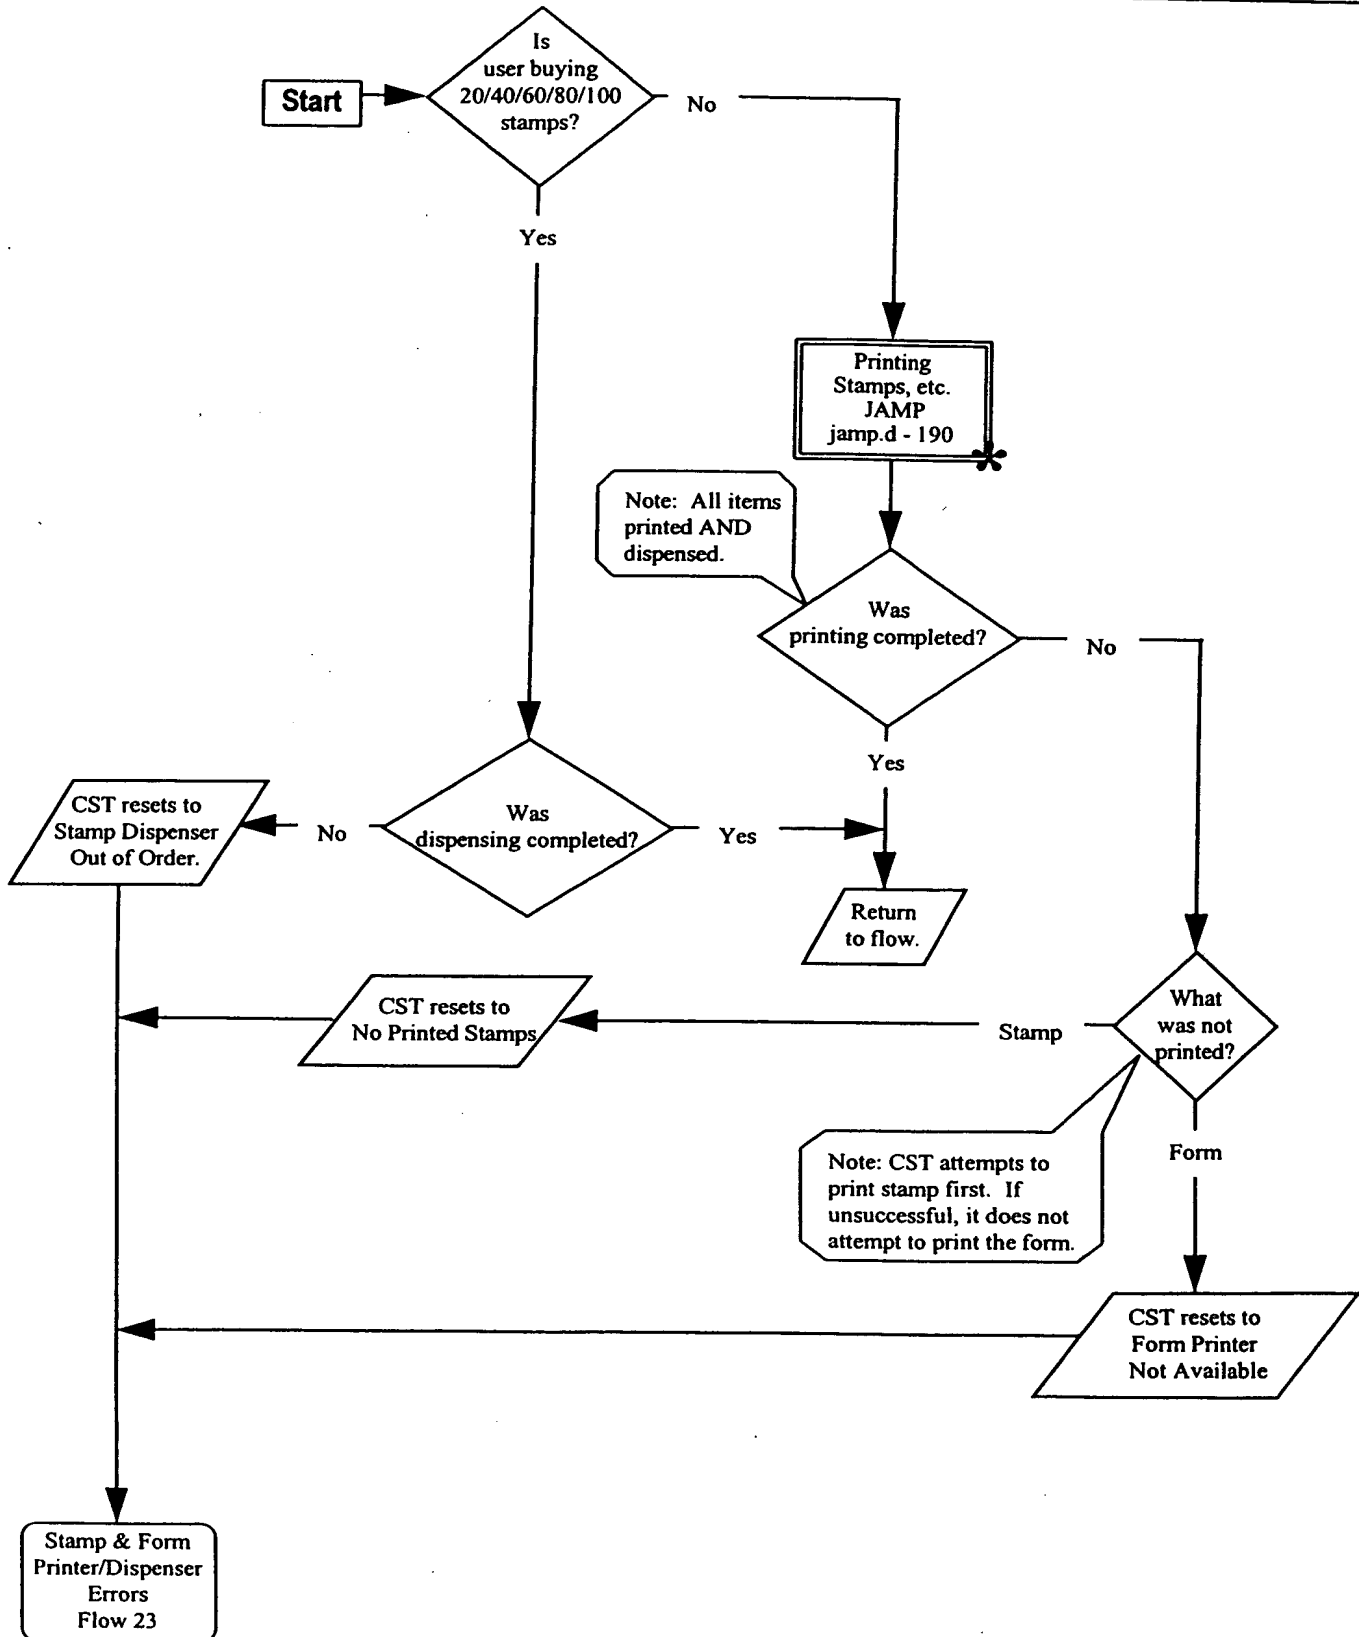 Is
user buying
20/40/60/80/100
stamps?
Start
No
Yes
Printing
Stamps, etc.
JAMP
jamp.d - 190
Note: All items
printed AND
dispensed.
Was
printing completed?
No
Yes
CST resets to
Stamp Dispenser
Out of Order.
No
Was
dispensing completed?
Yes
Return
to flow.
CST resets to
No Printed Stamps
Stamp
What
was not
printed?
Note: CST attempts to
print stamp first. If
unsuccessful, it does not
attempt to print the form.
Form
CST resets to
Form Printer
Not Available
Stamp & Form
Printer/Dispenser
Errors
Flow 23